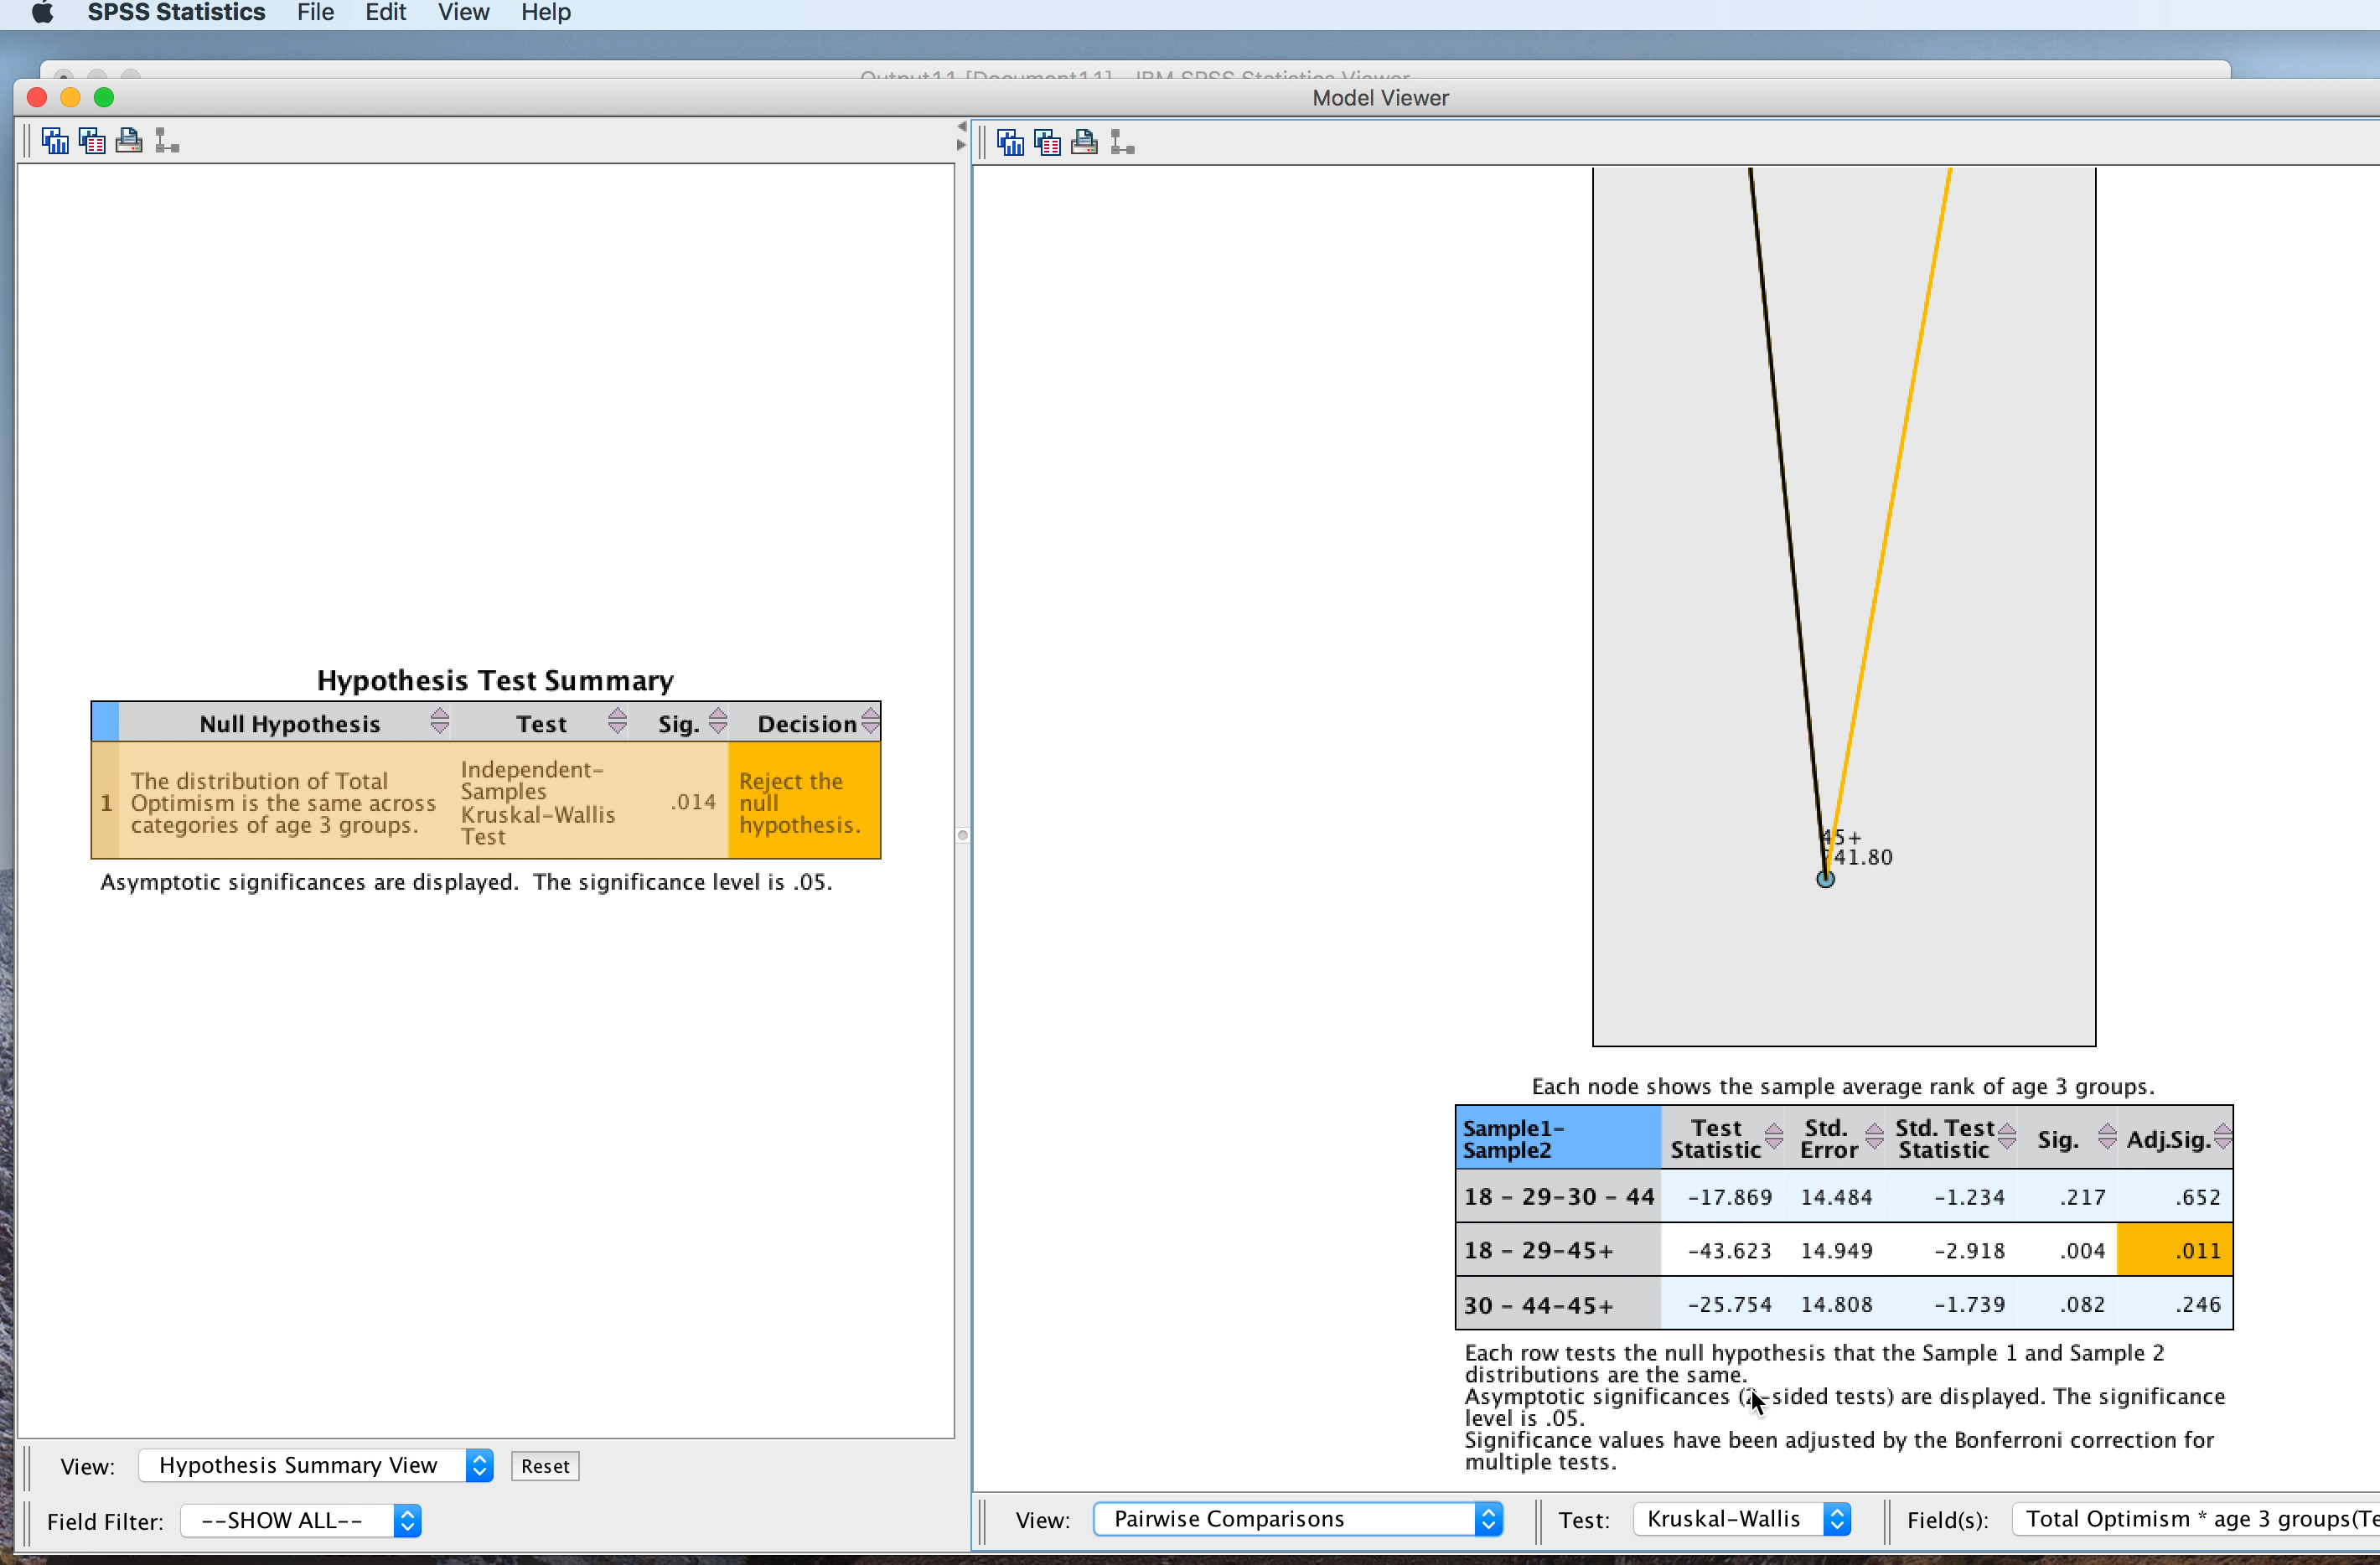 SPSS Statistics File Edit View Help
Output11 [Document11] - IBM SPSS Statistics Viewer
Model Viewer
Hypothesis Test Summary
Null Hypothesis Test Sig. Decision
1 The distribution of Total Optimism is the same across categories of age 3 groups. Independent-Samples Kruskal-Wallis Test .014 Reject the null hypothesis.
Asymptotic significances are displayed. The significance level is .05.
View: Hypothesis Summary View Reset
Field Filter: --SHOW ALL--
45+
41.80
Each node shows the sample average rank of age 3 groups.
Sample1-Sample2 Test Statistic Std. Error Std. Test Statistic Sig. Adj.Sig.
18 - 29-30 - 44 -17.869 14.484 -1.234 .217 .652
18 - 29-45+ -43.623 14.949 -2.918 .004 .011
30 - 44-45+ -25.754 14.808 -1.739 .082 .246
Each row tests the null hypothesis that the Sample 1 and Sample 2
distributions are the same.
Asymptotic significances (2-sided tests) are displayed. The significance
level is .05.
Significance values have been adjusted by the Bonferroni correction for
multiple tests.
View: Pairwise Comparisons Test: Kruskal-Wallis Field(s): Total Optimism * age 3 groups(Te